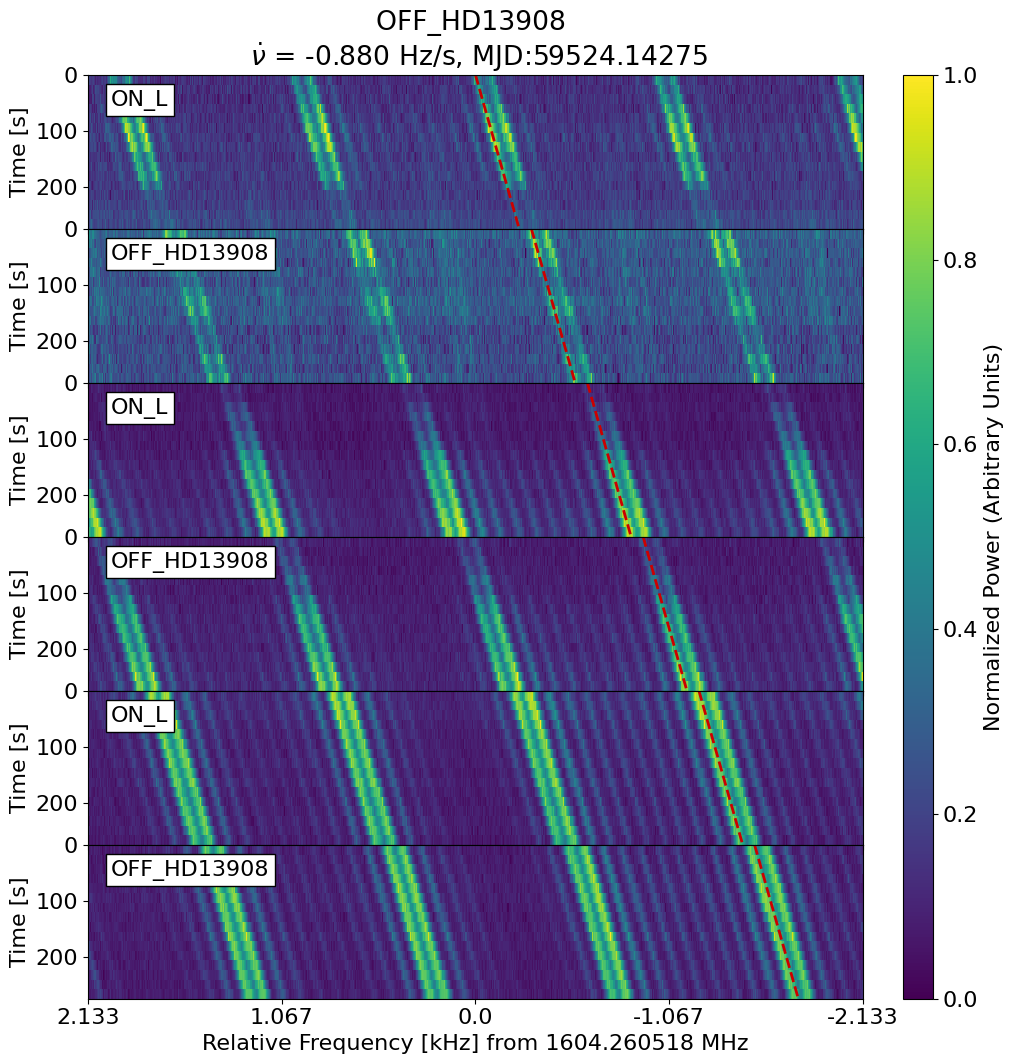 OFF_HD13908
ν̇ = -0.880 Hz/s, MJD:59524.14275
ON_L
OFF_HD13908
ON_L
OFF_HD13908
ON_L
OFF_HD13908
Time [s]
0
100
200
Time [s]
0
100
200
Time [s]
0
100
200
Time [s]
0
100
200
Time [s]
0
100
200
Time [s]
0
100
200
2.133 1.067 0.0 -1.067 -2.133
Relative Frequency [kHz] from 1604.260518 MHz
1.0
0.8
0.6
0.4
0.2
0.0
Normalized Power (Arbitrary Units)